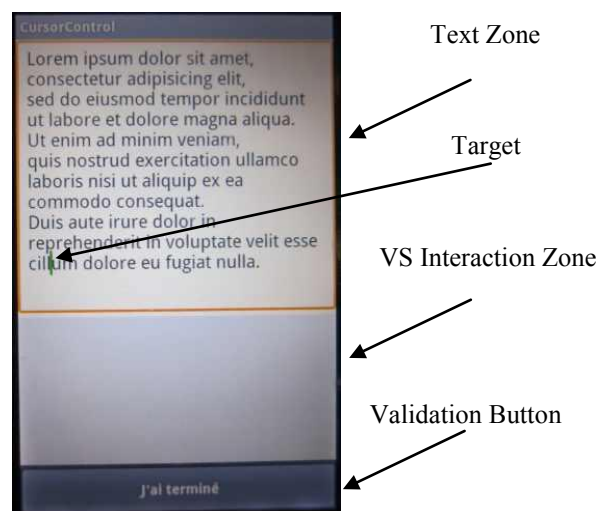 CursorControl
Lorem ipsum dolor sit amet,
consectetur adipisicing elit,
sed do eiusmod tempor incididunt
ut labore et dolore magna aliqua.
Ut enim ad minim veniam,
quis nostrud exercitation ullamco
laboris nisi ut aliquip ex ea
commodo consequat.
Duis aute irure dolor in
reprehenderit in voluptate velit esse
cillum dolore eu fugiat nulla.
J'ai terminé
Text Zone
Target
VS Interaction Zone
Validation Button